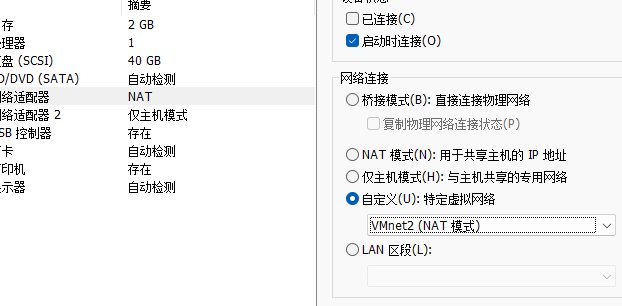 摘要
存 2 GB
理器 1
盘 (SCSI) 40 GB
D/DVD (SATA) 自动检测
络适配器 NAT
络适配器 2 仅主机模式
SB 控制器 存在
卡 自动检测
印机 存在
示器 自动检测
设备状态
已连接(C)
启动时连接(O)
网络连接
桥接模式(B): 直接连接物理网络
复制物理网络连接状态(P)
NAT 模式(N): 用于共享主机的 IP 地址
仅主机模式(H): 与主机共享的专用网络
自定义(U): 特定虚拟网络
VMnet2 (NAT 模式)
LAN 区段(L):